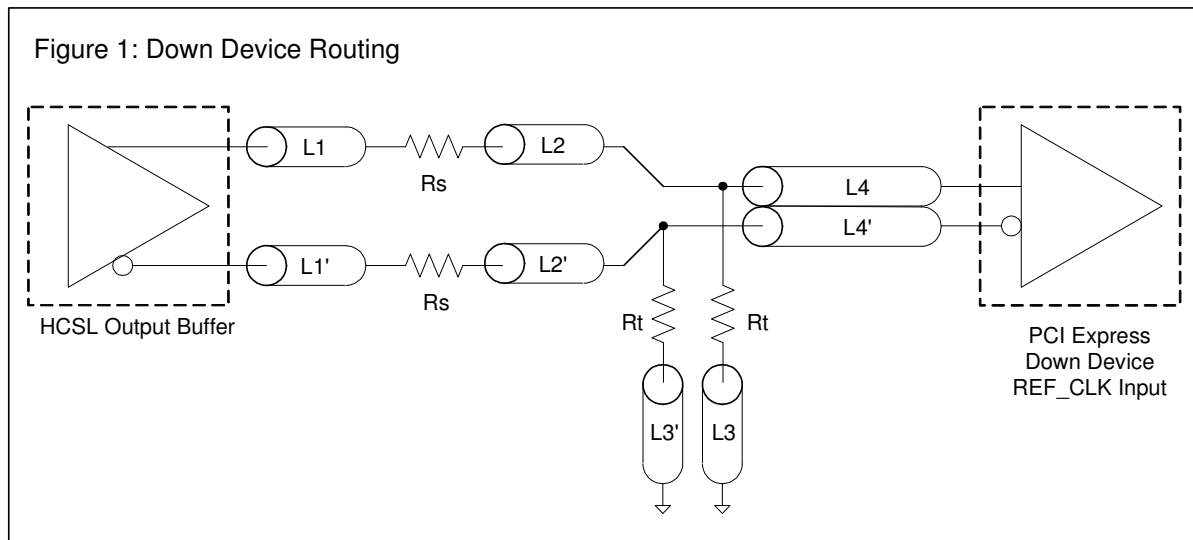 Figure 1: Down Device Routing
L1
L2
Rs
L4
L4'
L1'
L2'
Rs
HCSL Output Buffer
Rt
Rt
PCI Express
Down Device
REF_CLK Input
L3'
L3